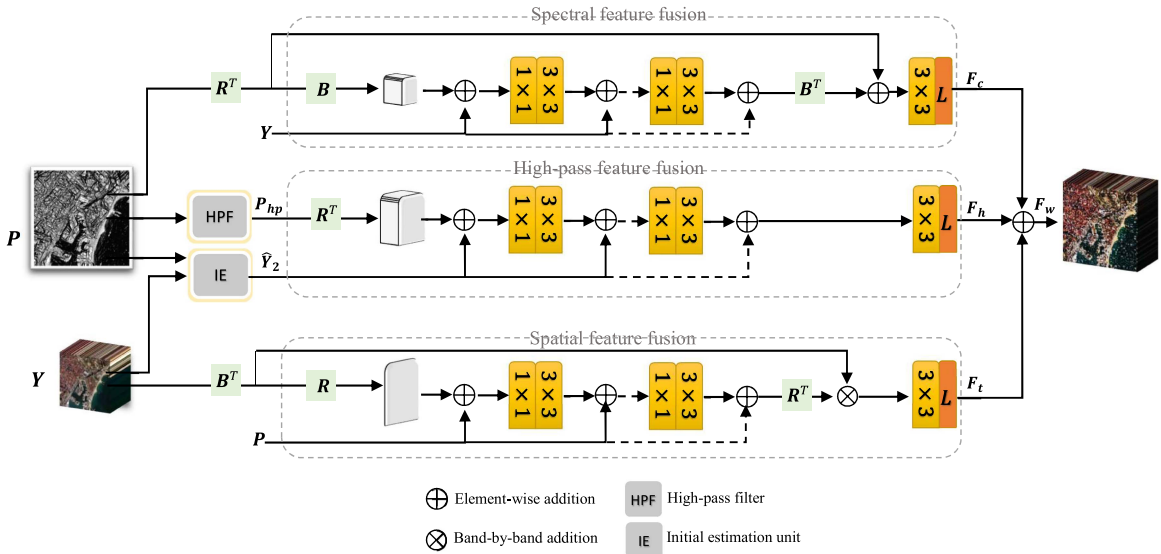 Spectral feature fusion
R^T
B
1×1
3×3
1×1
3×3
B^T
3×3
L
F_c
Y
High-pass feature fusion
P
HPF
P_hp
R^T
1×1
3×3
1×1
3×3
3×3
L
F_h
F_w
IE
Ŷ_2
Spatial feature fusion
Y
B^T
R
1×1
3×3
1×1
3×3
R^T
3×3
L
F_t
P
Element-wise addition
HPF
High-pass filter
Band-by-band addition
IE
Initial estimation unit